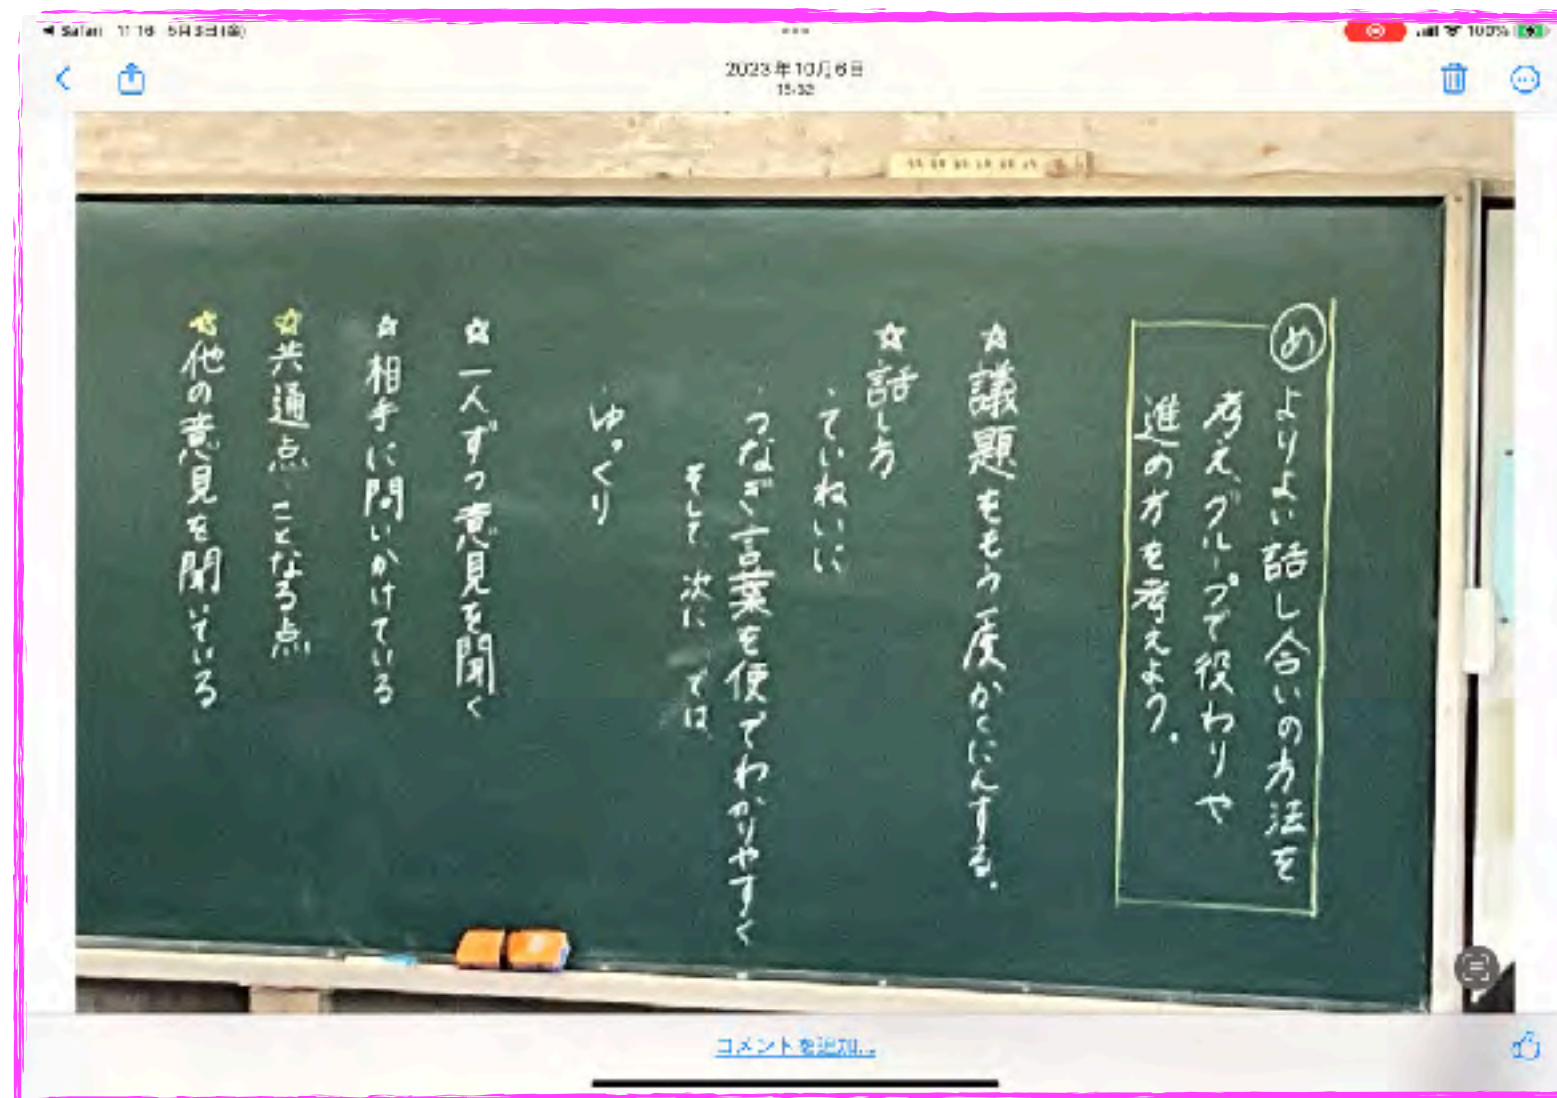 ◀ Safari 11:16 5月3日(金)
100%
2023年10月6日
15:32
め よりよい話し合いの方法を
考え、グループで役わりや
進め方を考えよう。
☆議題をもう一度かくにんする。
☆話し方
・ていねいに
・つなぎ言葉を使ってわかりやすく
そして 次に では
・ゆっくり
☆一人ずつ意見を聞く
☆相手に問いかけている
☆共通点・ことなる点
☆他の意見を聞いている
コメントを追加...